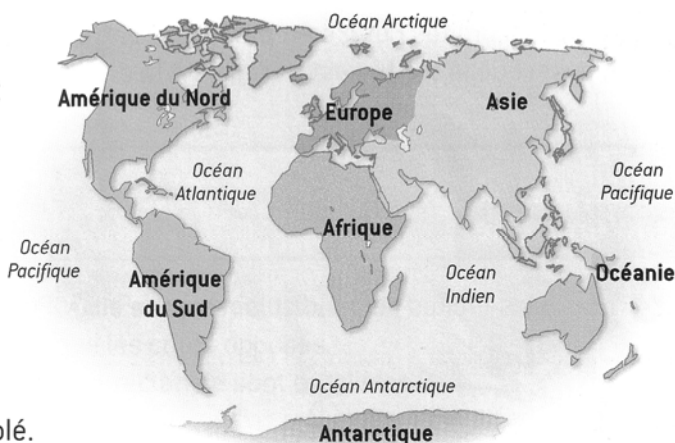 Océan Arctique
Amérique du Nord
Europe
Asie
Océan
Atlantique
Océan
Pacifique
Afrique
Océan
Pacifique
Amérique
du Sud
Océan
Indien
Océanie
Océan Antarctique
Antarctique
olé.